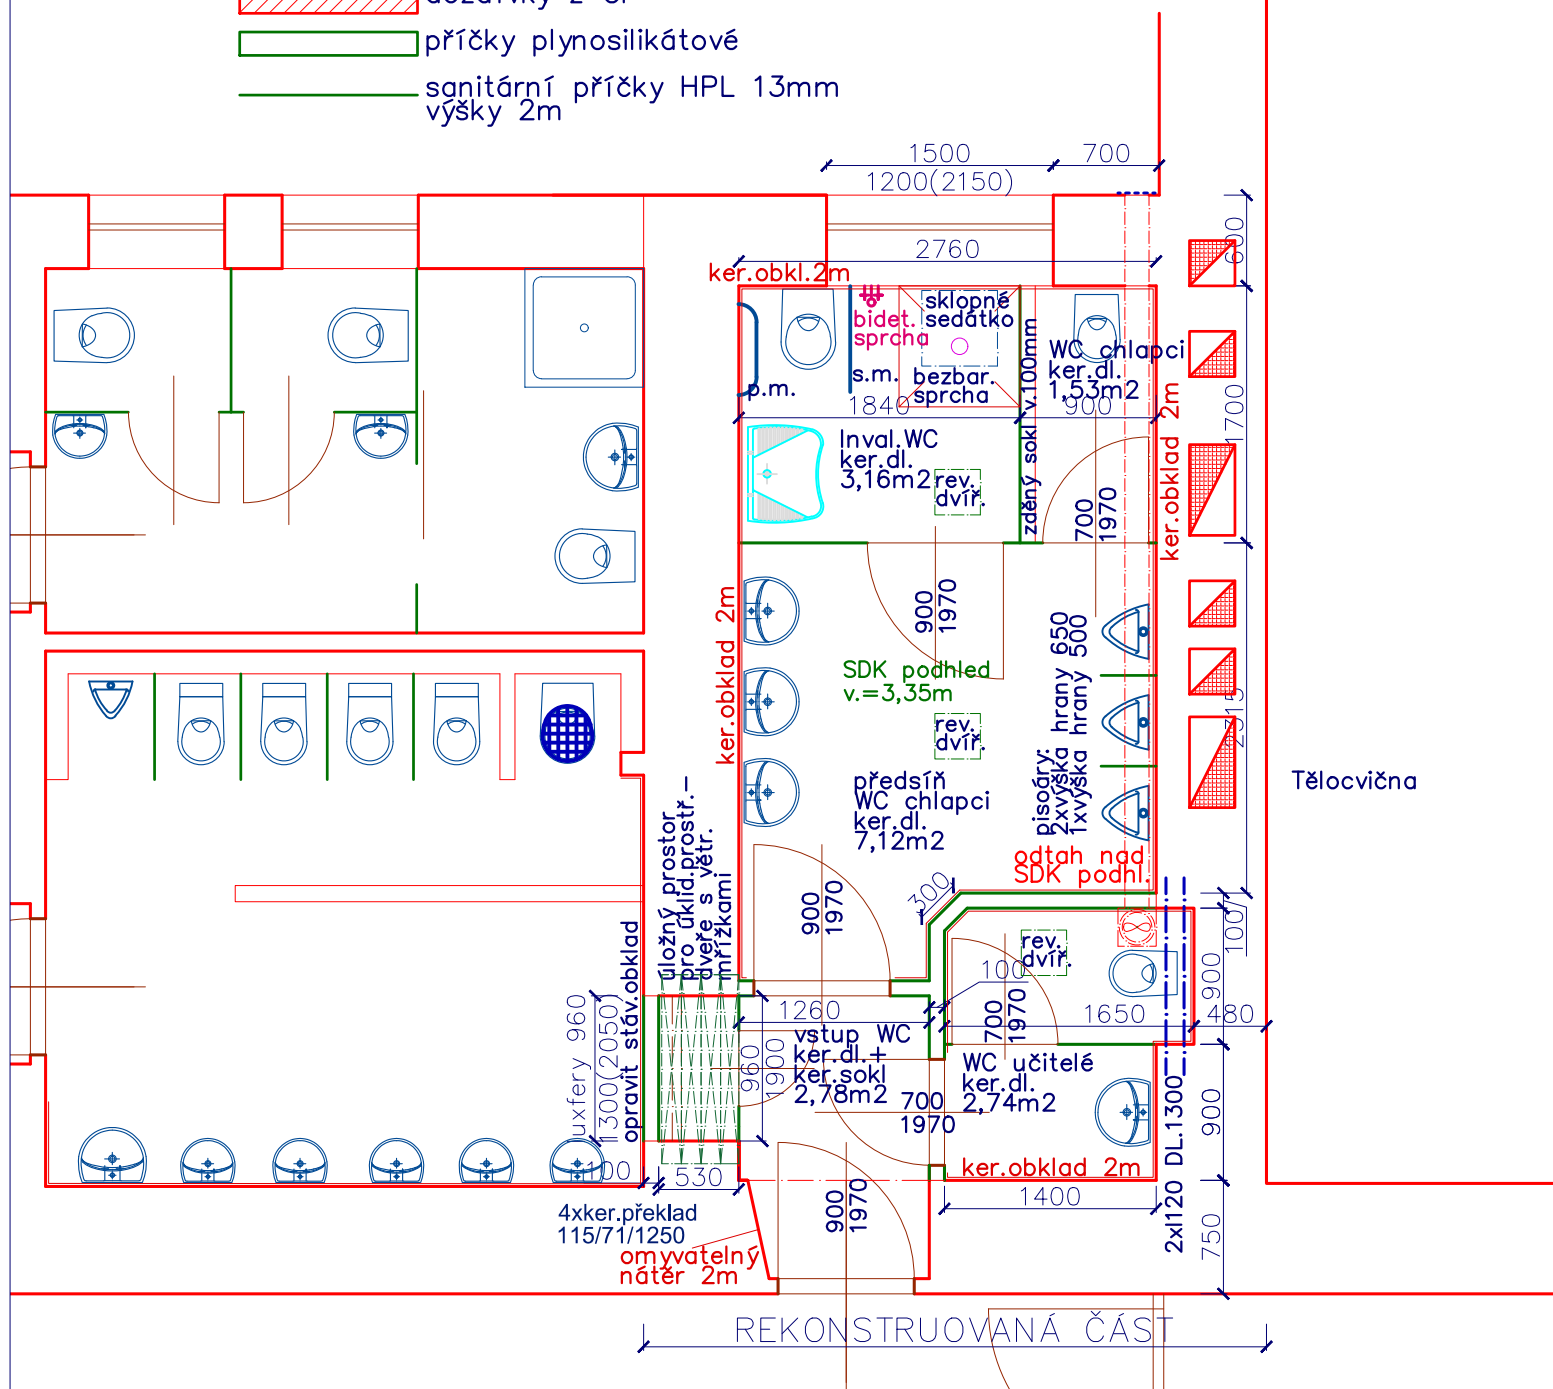 příčky plynosilikátové
sanitární příčky HPL 13mm
výšky 2m
1500
700
1200(2150)
600
2760
ker.obkl.2m
bidet.
sprcha
sklopné
sedátko
p.m.
s.m.
bezbar.
sprcha
WC chlapci
ker.dl.
1,53m2
1840
900
1700
Inval.WC
ker.dl.
3,16m2
rev.
dvíř.
zděný sokl v.100mm
ker.obklad 2m
700
1970
900
1970
ker.obklad 2m
SDK podhled
v.=3,35m
rev.
dvíř.
pisoáry:
2xvýška hrany 650
1xvýška hrany 500
2315
Tělocvična
předsíň
WC chlapci
ker.dl.
7,12m2
odtah nad
SDK podhl.
úložný prostor
pro úklid.prostř.-
dveře s větr.
mřížkami
900
1970
300
100
rev.
dvíř.
100
900
700
1970
1650
480
opravit stáv.obklad
luxfery 960
1300(2050)
1260
960
1900
vstup WC
ker.dl.+
ker.sokl
2,78m2
700
1970
WC učitelé
ker.dl.
2,74m2
900
ker.obklad 2m
2xI120 DL.1300
100
530
1400
900
1970
750
4xker.překlad
115/71/1250
omyvatelný
nátěr 2m
REKONSTRUOVANÁ ČÁST